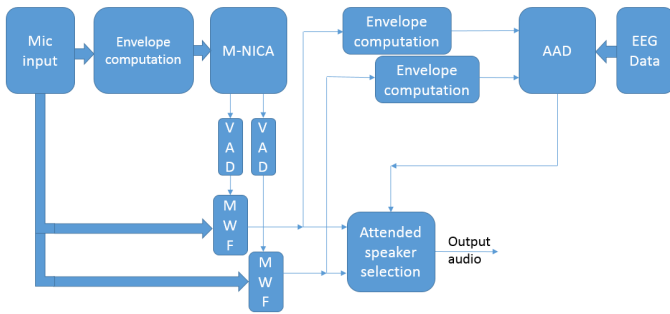 Mic
input
Envelope
computation
M-NICA
Envelope
computation
Envelope
computation
AAD
EEG
Data
V
A
D
V
A
D
M
W
F
M
W
F
Attended
speaker
selection
Output
audio